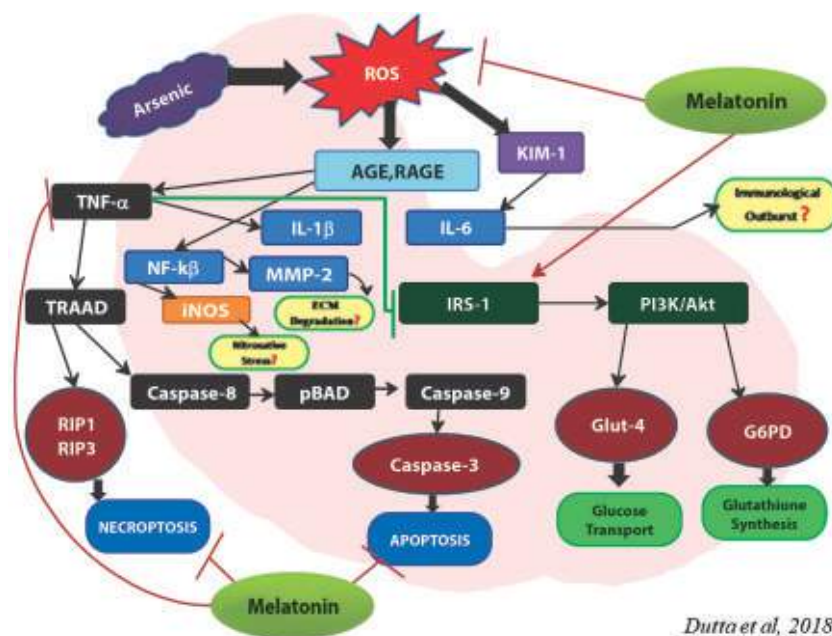 Arsenic
ROS
Melatonin
KIM-1
AGE,RAGE
TNF-α
IL-1β
IL-6
Immunological
Outburst ?
NF-kβ
MMP-2
TRAAD
iNOS
ECM
Degradation?
IRS-1
PI3K/Akt
Nitrosative
Stress?
Caspase-8
pBAD
Caspase-9
RIP1
RIP3
Glut-4
G6PD
Caspase-3
NECROPTOSIS
APOPTOSIS
Glucose
Transport
Glutathione
Synthesis
Melatonin
Dutta et al, 2018